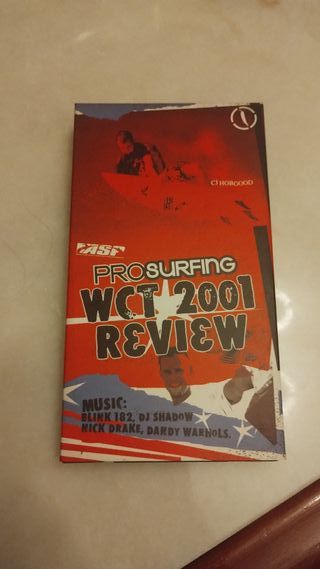 CJ HOBGOOD
ASP
PROSURFING
WCT 2001
REVIEW
MUSIC:
BLINK 182, DJ SHADOW
NICK DRAKE, DANDY WARHOLS.